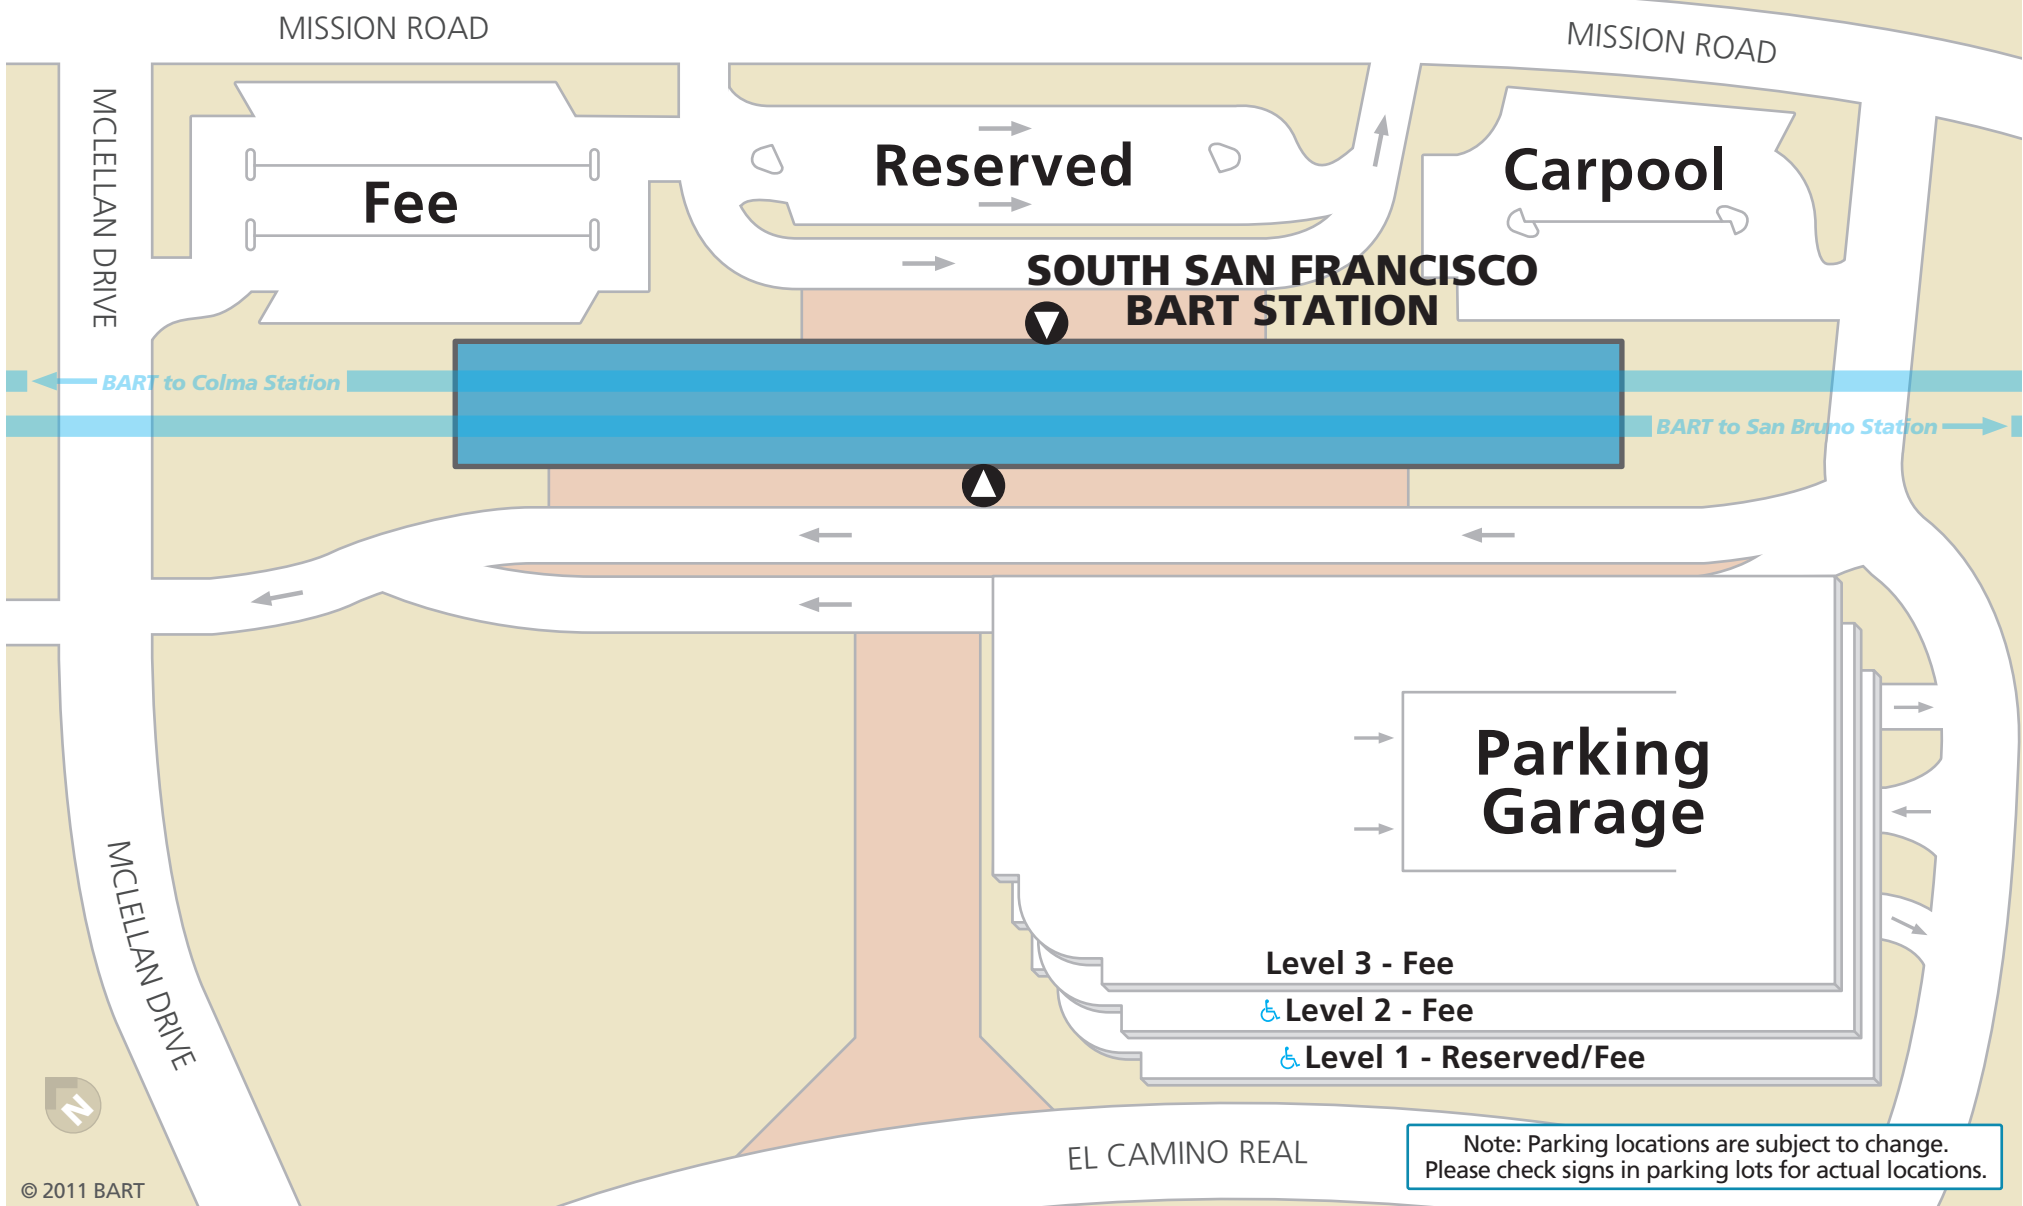 MISSION ROAD
MISSION ROAD
MCLELLAN DRIVE
Fee
Reserved
Carpool
SOUTH SAN FRANCISCO
BART STATION
BART to Colma Station
BART to San Bruno Station
Parking
Garage
MCLELLAN DRIVE
Level 3 - Fee
Level 2 - Fee
Level 1 - Reserved/Fee
N
EL CAMINO REAL
Note: Parking locations are subject to change.
Please check signs in parking lots for actual locations.
© 2011 BART